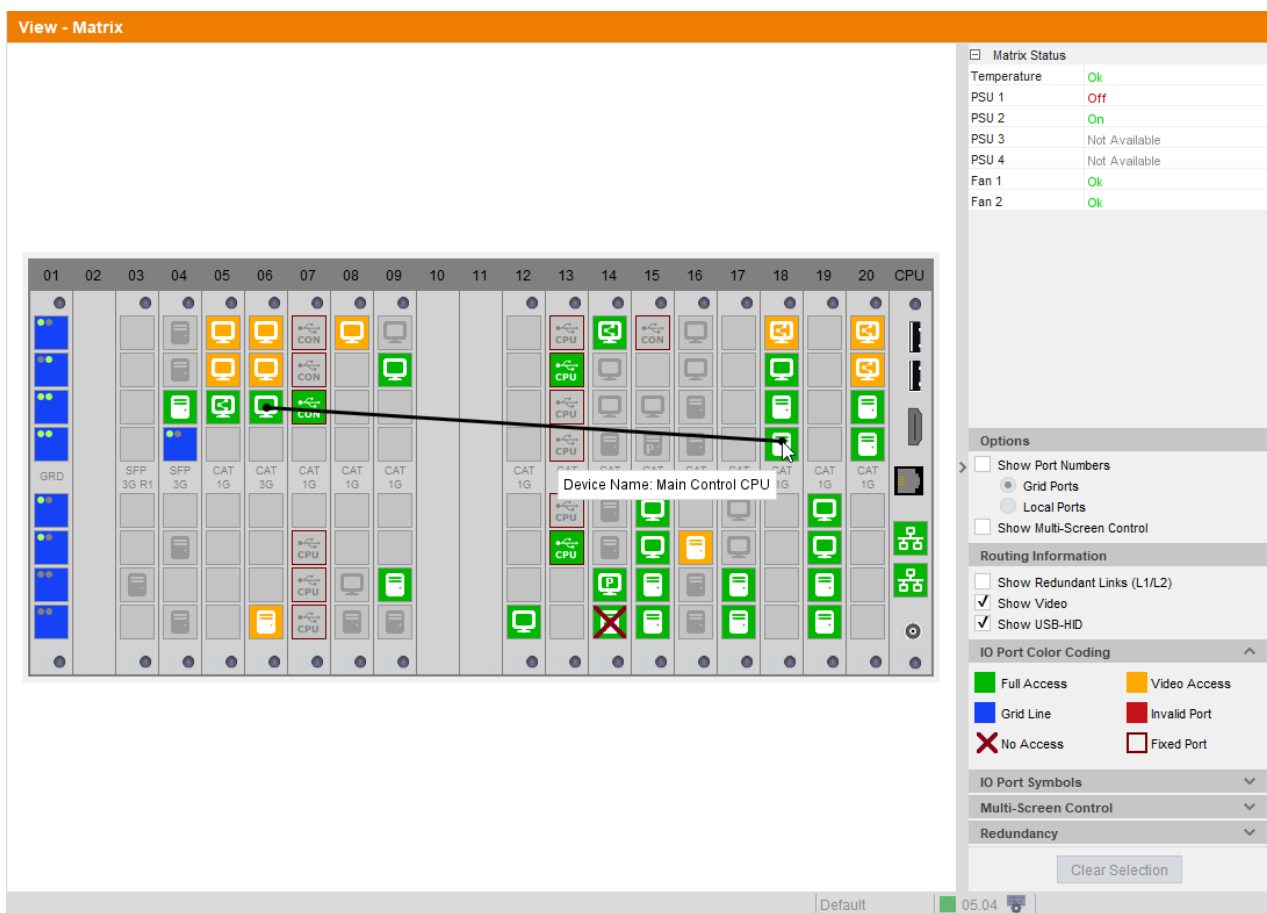 View - Matrix
Matrix Status
Temperature Ok
PSU 1 Off
PSU 2 On
PSU 3 Not Available
PSU 4 Not Available
Fan 1 Ok
Fan 2 Ok
01 02 03 04 05 06 07 08 09 10 11 12 13 14 15 16 17 18 19 20 CPU
CON CPU CON
CON CPU
CON CPU
CPU P
GRD SFP SFP CAT CAT CAT CAT CAT CAT CAT CAT CAT
3G R1 3G 1G 3G 1G 1G 1G 1G 1G 1G 1G
Device Name: Main Control CPU
CPU
CPU CPU
CPU P
CPU
Options
Show Port Numbers
Grid Ports
Local Ports
Show Multi-Screen Control
Routing Information
Show Redundant Links (L1/L2)
Show Video
Show USB-HID
IO Port Color Coding
Full Access Video Access
Grid Line Invalid Port
No Access Fixed Port
IO Port Symbols
Multi-Screen Control
Redundancy
Clear Selection
Default 05.04